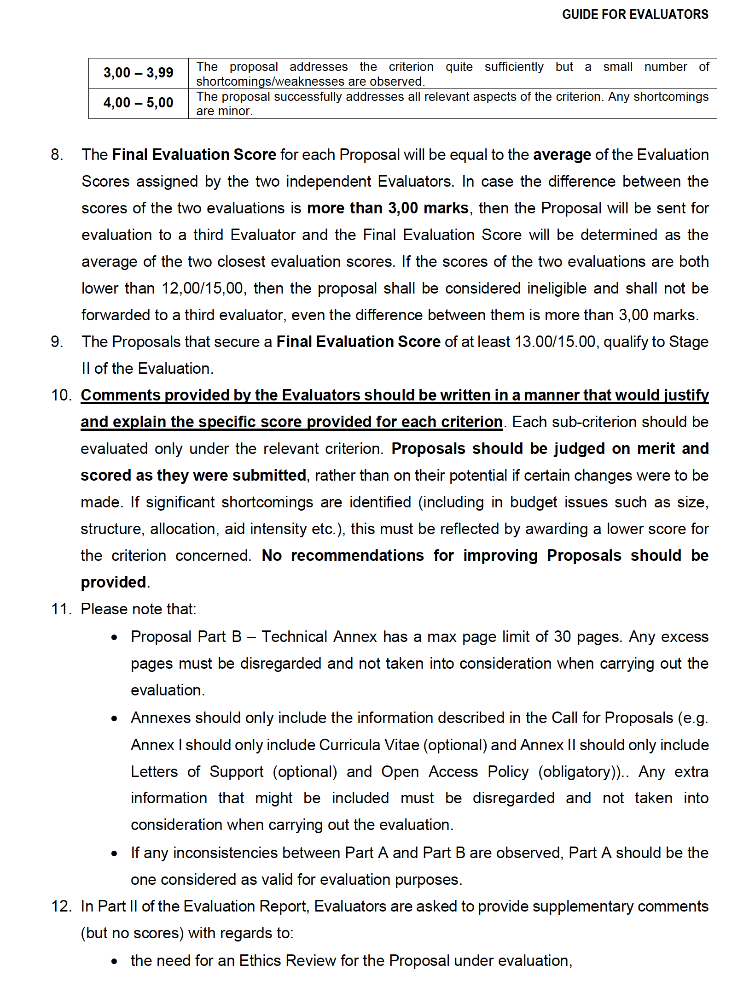 GUIDE FOR EVALUATORS
3,00 – 3,99
The proposal addresses the criterion quite sufficiently but a small number of
shortcomings/weaknesses are observed.
4,00 – 5,00
The proposal successfully addresses all relevant aspects of the criterion. Any shortcomings
are minor.
8. The Final Evaluation Score for each Proposal will be equal to the average of the Evaluation
Scores assigned by the two independent Evaluators. In case the difference between the
scores of the two evaluations is more than 3,00 marks, then the Proposal will be sent for
evaluation to a third Evaluator and the Final Evaluation Score will be determined as the
average of the two closest evaluation scores. If the scores of the two evaluations are both
lower than 12,00/15,00, then the proposal shall be considered ineligible and shall not be
forwarded to a third evaluator, even the difference between them is more than 3,00 marks.
9. The Proposals that secure a Final Evaluation Score of at least 13.00/15.00, qualify to Stage
II of the Evaluation.
10. Comments provided by the Evaluators should be written in a manner that would justify
and explain the specific score provided for each criterion. Each sub-criterion should be
evaluated only under the relevant criterion. Proposals should be judged on merit and
scored as they were submitted, rather than on their potential if certain changes were to be
made. If significant shortcomings are identified (including in budget issues such as size,
structure, allocation, aid intensity etc.), this must be reflected by awarding a lower score for
the criterion concerned. No recommendations for improving Proposals should be
provided.
11. Please note that:
• Proposal Part B – Technical Annex has a max page limit of 30 pages. Any excess
pages must be disregarded and not taken into consideration when carrying out the
evaluation.
• Annexes should only include the information described in the Call for Proposals (e.g.
Annex I should only include Curricula Vitae (optional) and Annex II should only include
Letters of Support (optional) and Open Access Policy (obligatory)).. Any extra
information that might be included must be disregarded and not taken into
consideration when carrying out the evaluation.
• If any inconsistencies between Part A and Part B are observed, Part A should be the
one considered as valid for evaluation purposes.
12. In Part II of the Evaluation Report, Evaluators are asked to provide supplementary comments
(but no scores) with regards to:
• the need for an Ethics Review for the Proposal under evaluation,